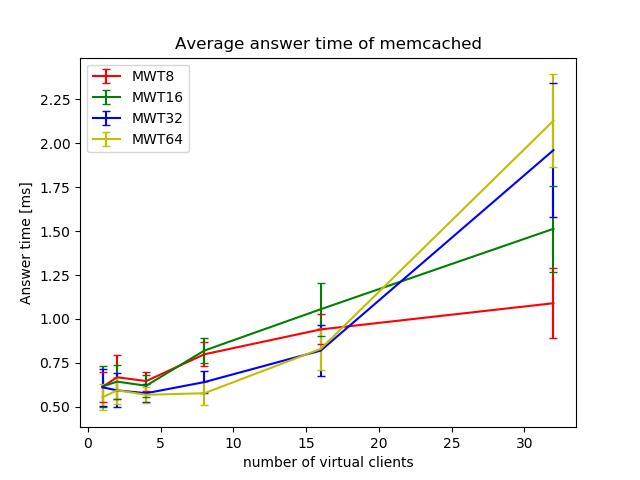 Average answer time of memcached
MWT8
MWT16
MWT32
MWT64
Answer time [ms]
2.25
2.00
1.75
1.50
1.25
1.00
0.75
0.50
0 5 10 15 20 25 30
number of virtual clients